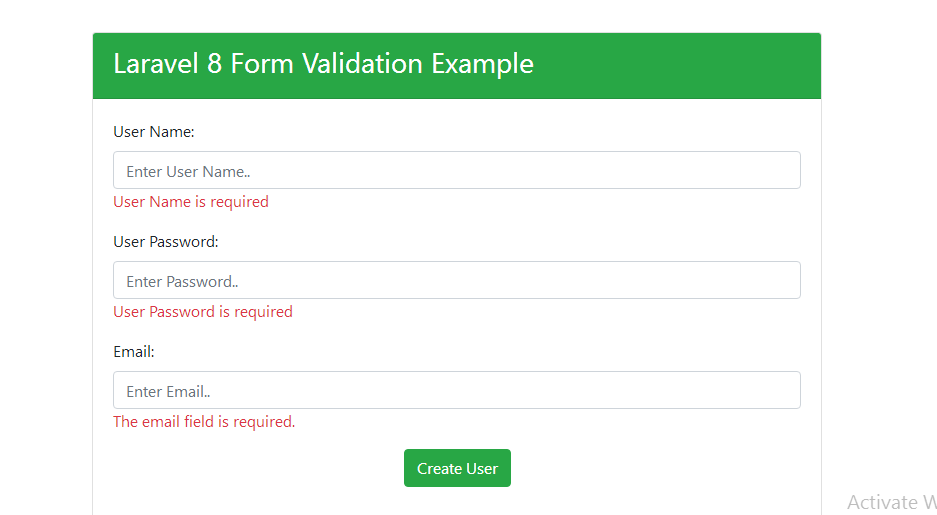 Laravel 8 Form Validation Example
User Name:
Enter User Name..
User Name is required
User Password:
Enter Password..
User Password is required
Email:
Enter Email..
The email field is required.
Create User
Activate W